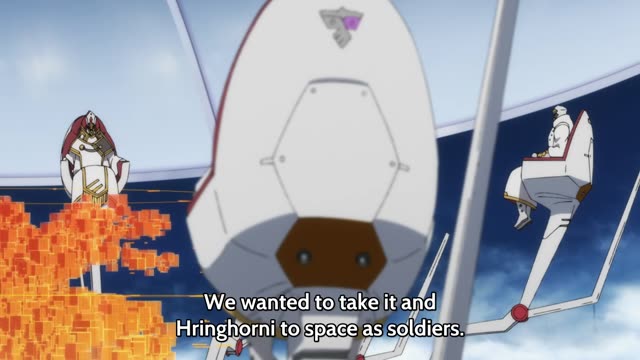 We wanted to take it and
Hringhorni to space as soldiers.